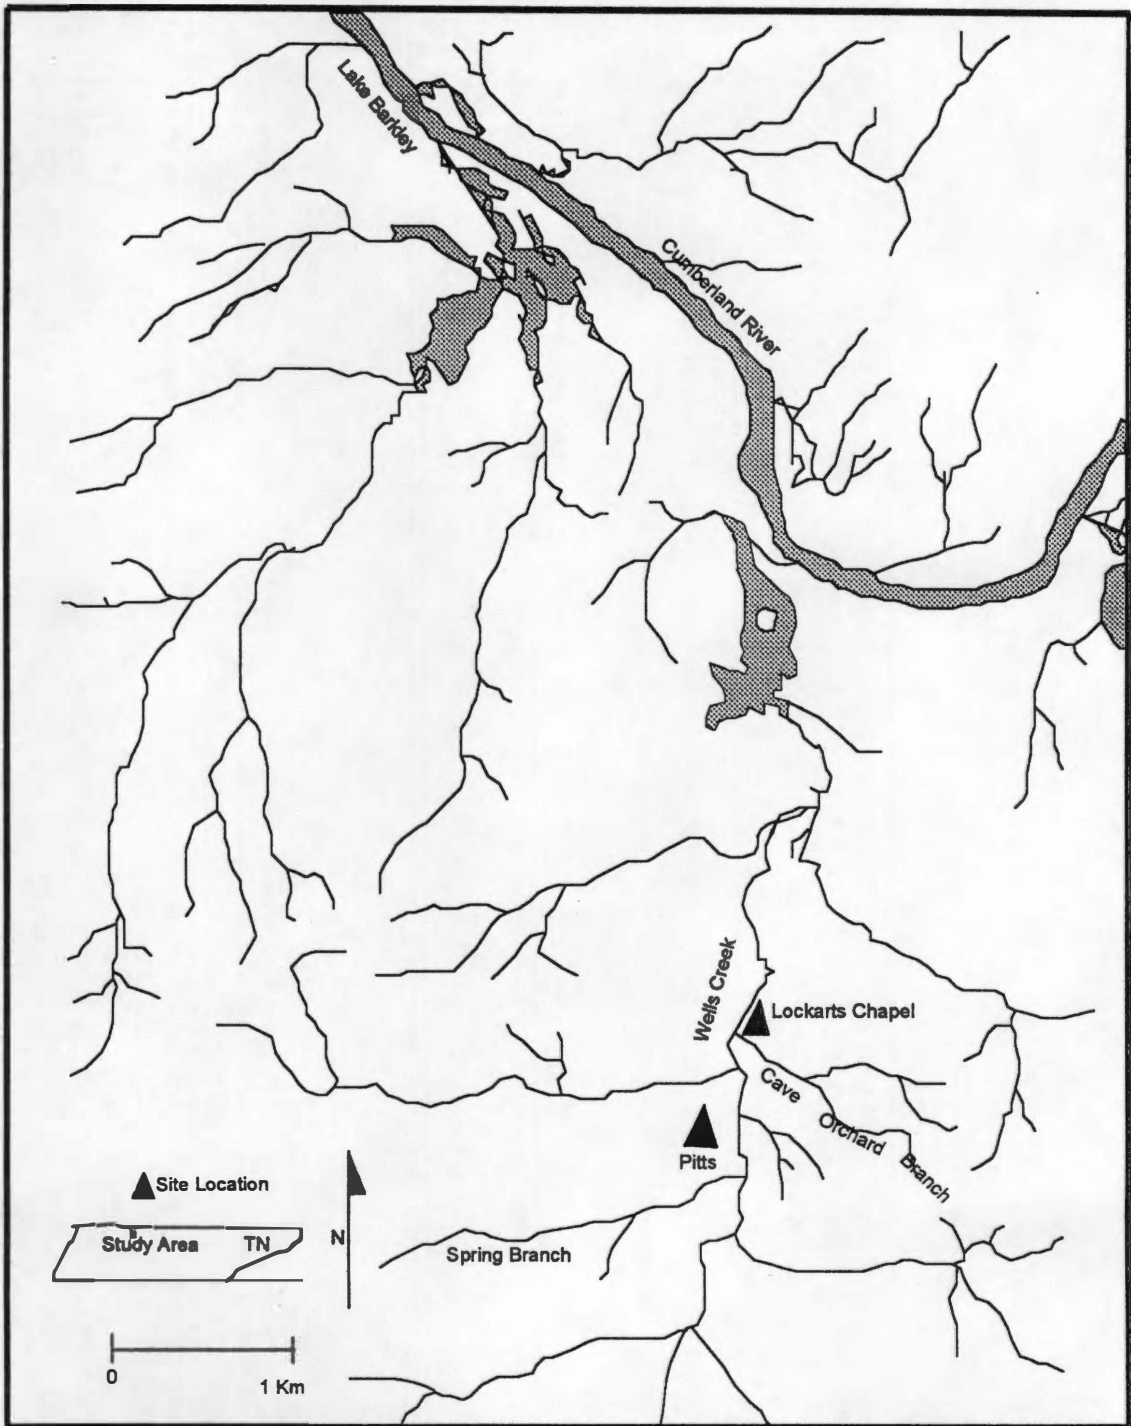 Lake Barkley
Cumberland River
Wells Creek
Lockarts Chapel
Cave Orchard Branch
Pitts
Site Location
Study Area
TN
N
Spring Branch
0
1 Km